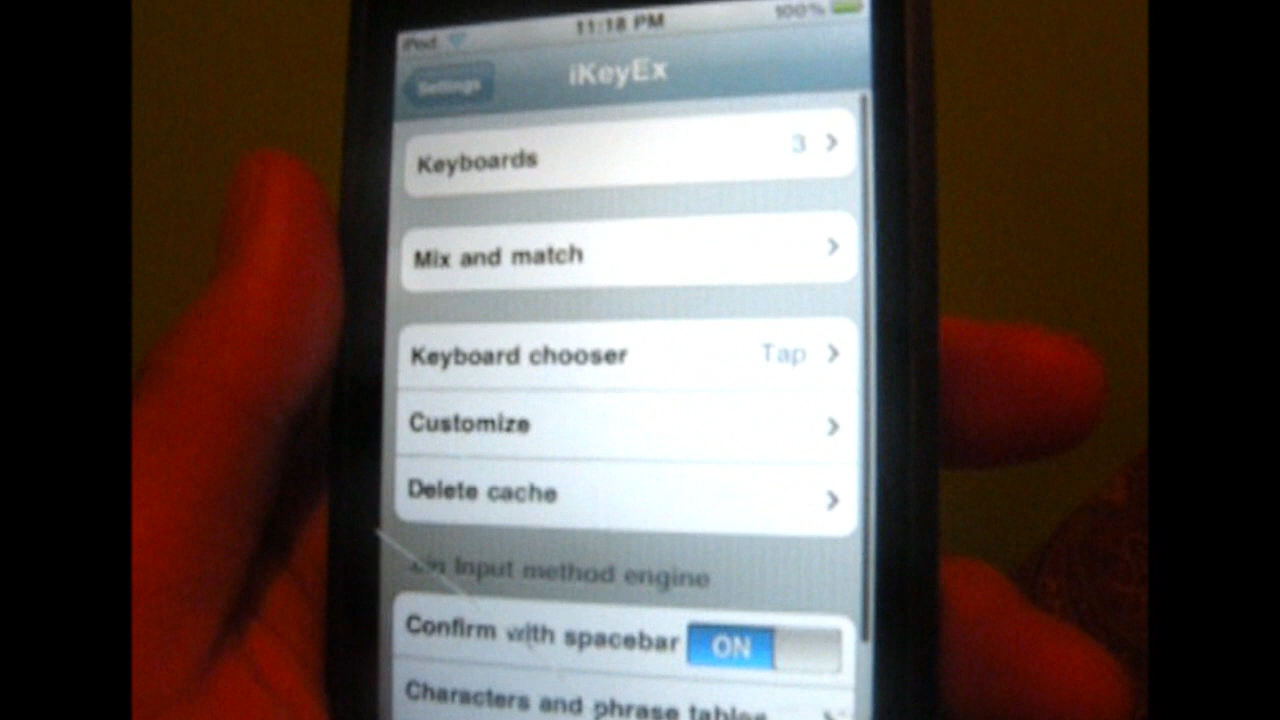 iPod 11:18 PM 100%
Settings iKeyEx
Keyboards 3
Mix and match
Keyboard chooser Tap
Customize
Delete cache
Input method engine
Confirm with spacebar ON
Characters and phrase tables